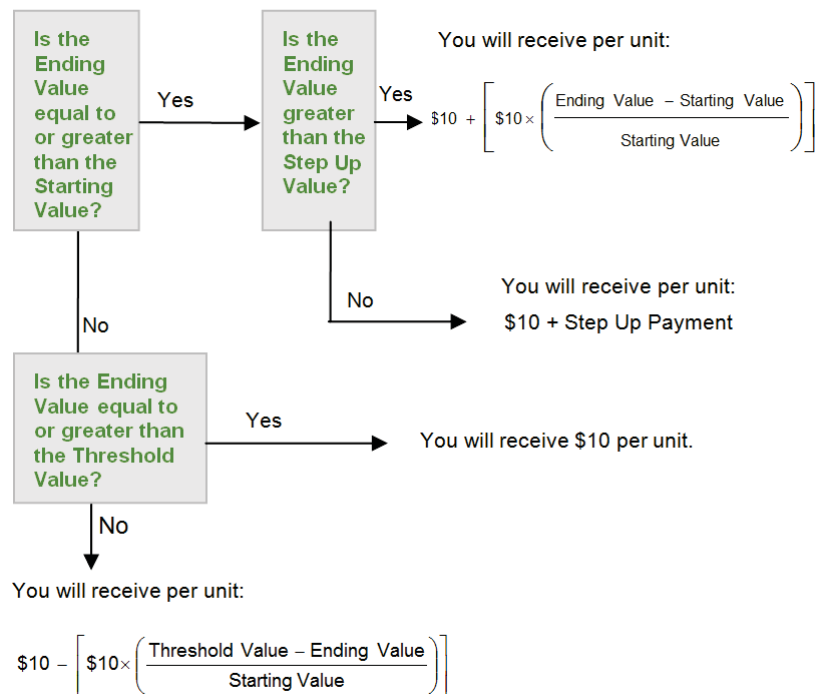 Is the
Ending
Value
equal to
or greater
than the
Starting
Value?
Yes
Is the
Ending
Value
greater
than the
Step Up
Value?
Yes
You will receive per unit:
$10 + [ $10 × ( Ending Value – Starting Value / Starting Value ) ]
No
You will receive per unit:
$10 + Step Up Payment
No
Is the Ending
Value equal to
or greater than
the Threshold
Value?
Yes
You will receive $10 per unit.
No
You will receive per unit:
$10 – [ $10× ( Threshold Value – Ending Value / Starting Value ) ]